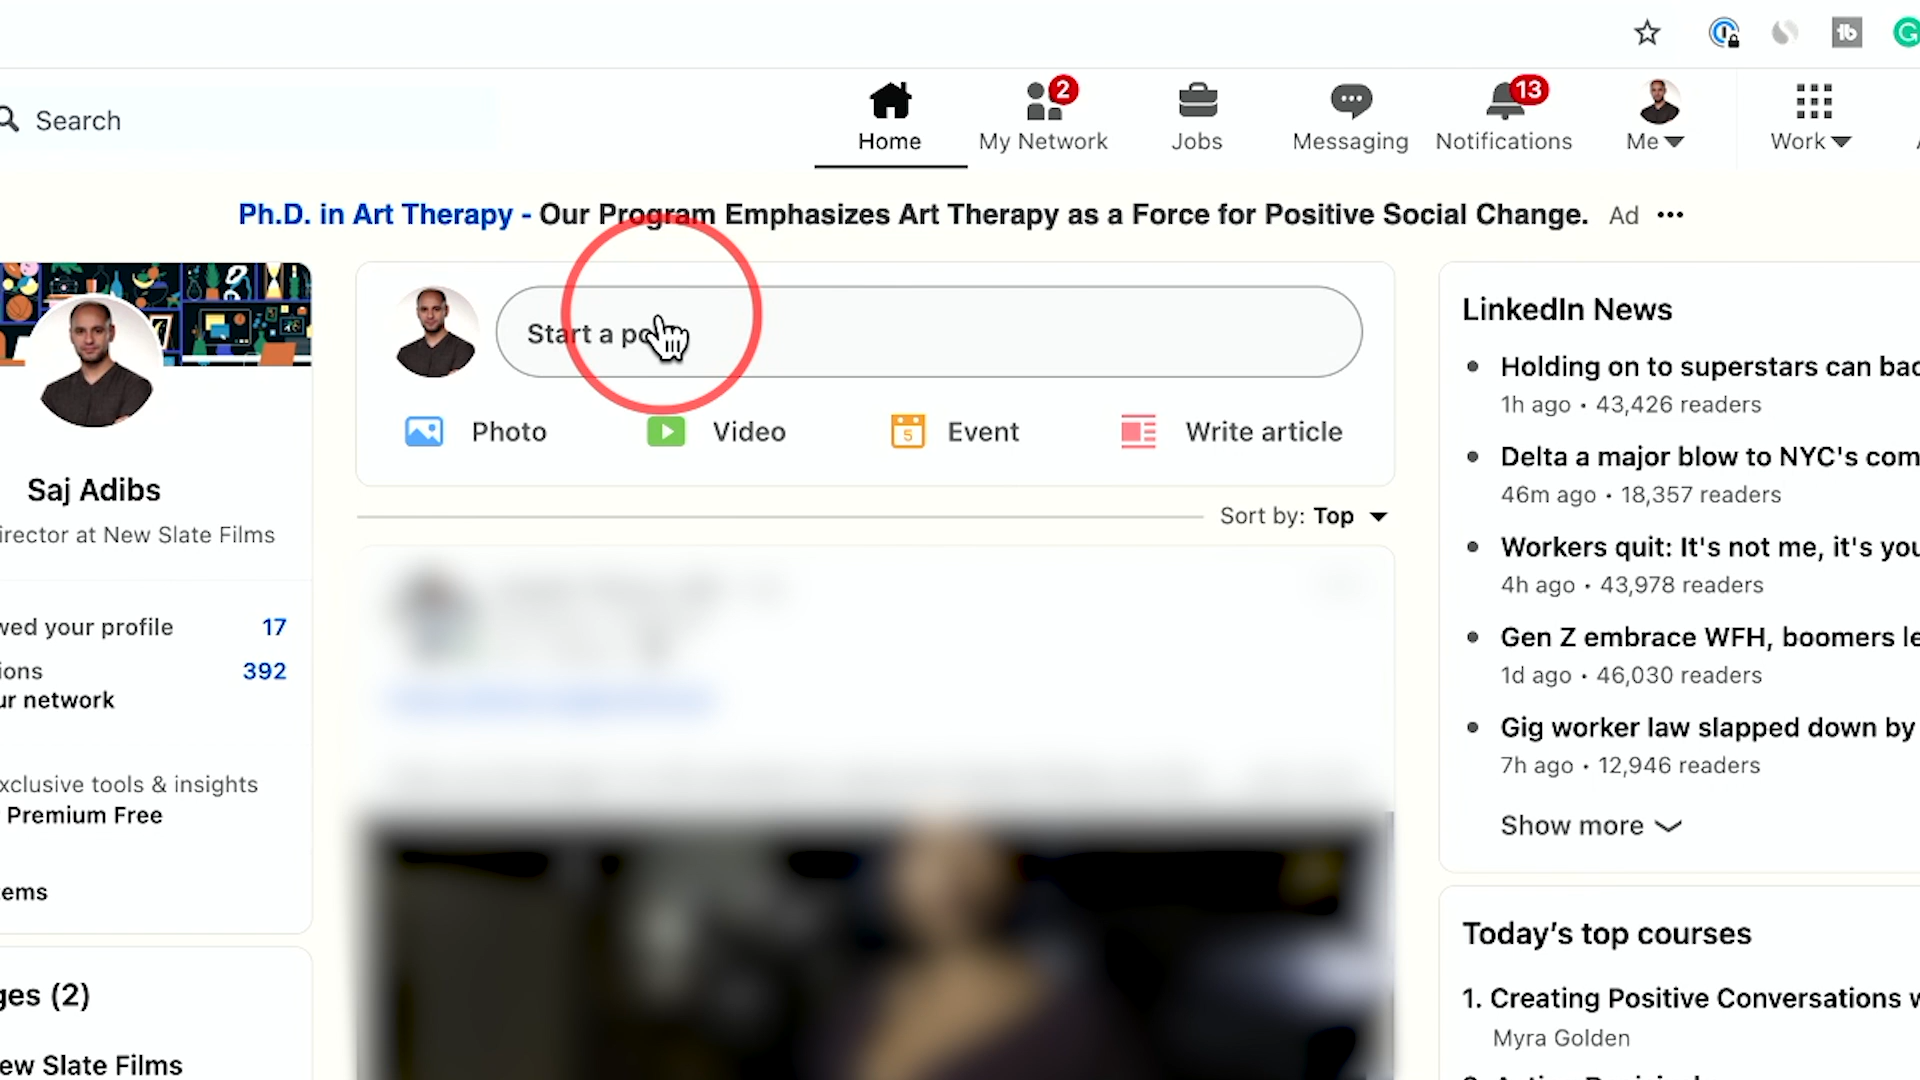 Search
Home
2
My Network
Jobs
Messaging
13
Notifications
Me
Work
Ph.D. in Art Therapy - Our Program Emphasizes Art Therapy as a Force for Positive Social Change. Ad
Saj Adibs
irector at New Slate Films
wed your profile 17
ions 392
ur network
xclusive tools & insights
Premium Free
ems
ges (2)
ew Slate Films
Start a po
Photo
Video
5
Event
Write article
Sort by: Top
LinkedIn News
Holding on to superstars can bac
1h ago • 43,426 readers
Delta a major blow to NYC's com
46m ago • 18,357 readers
Workers quit: It's not me, it's you
4h ago • 43,978 readers
Gen Z embrace WFH, boomers le
1d ago • 46,030 readers
Gig worker law slapped down by
7h ago • 12,946 readers
Show more
Today's top courses
1. Creating Positive Conversations w
Myra Golden